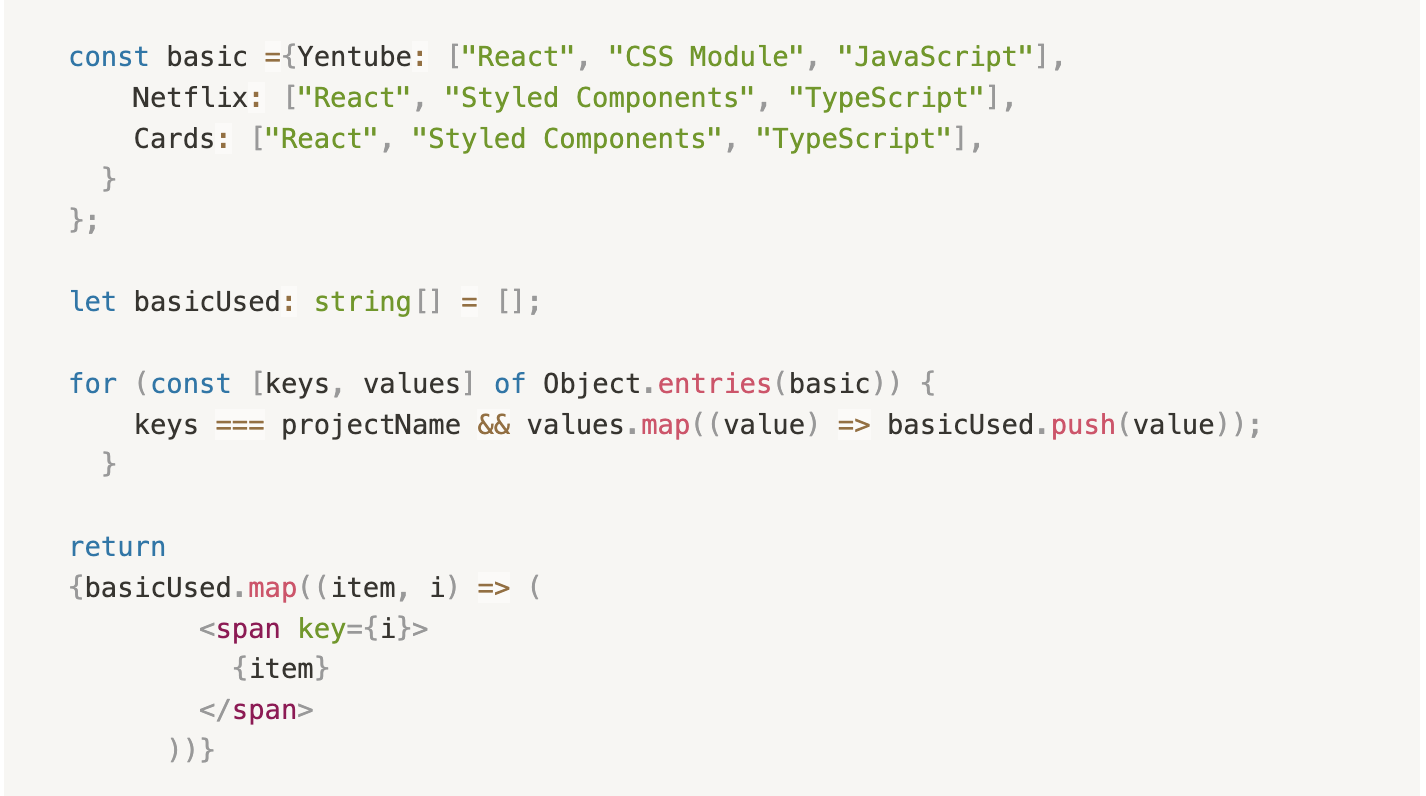 const basic ={Yentube: ["React", "CSS Module", "JavaScript"],
    Netflix: ["React", "Styled Components", "TypeScript"],
    Cards: ["React", "Styled Components", "TypeScript"],
  }
};

let basicUsed: string[] = [];

for (const [keys, values] of Object.entries(basic)) {
    keys === projectName && values.map((value) => basicUsed.push(value));
  }

return
{basicUsed.map((item, i) => (
        <span key={i}>
          {item}
        </span>
      ))}